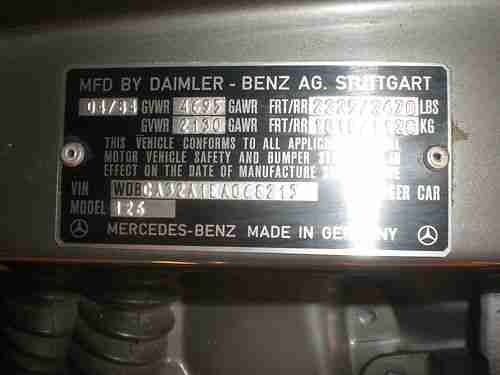 MFD BY DAIMLER - BENZ AG. STUTTGART
GVWR 4695 GAWR FRT/RR LBS
GVWR 2130 GAWR FRT/RR KG
THIS VEHICLE CONFORMS TO ALL
MOTOR VEHICLE SAFETY AND BUMPER
EFFECT ON THE DATE OF MANUFACTURE
VIN CAR
MODEL 126
MERCEDES-BENZ MADE IN GERMANY